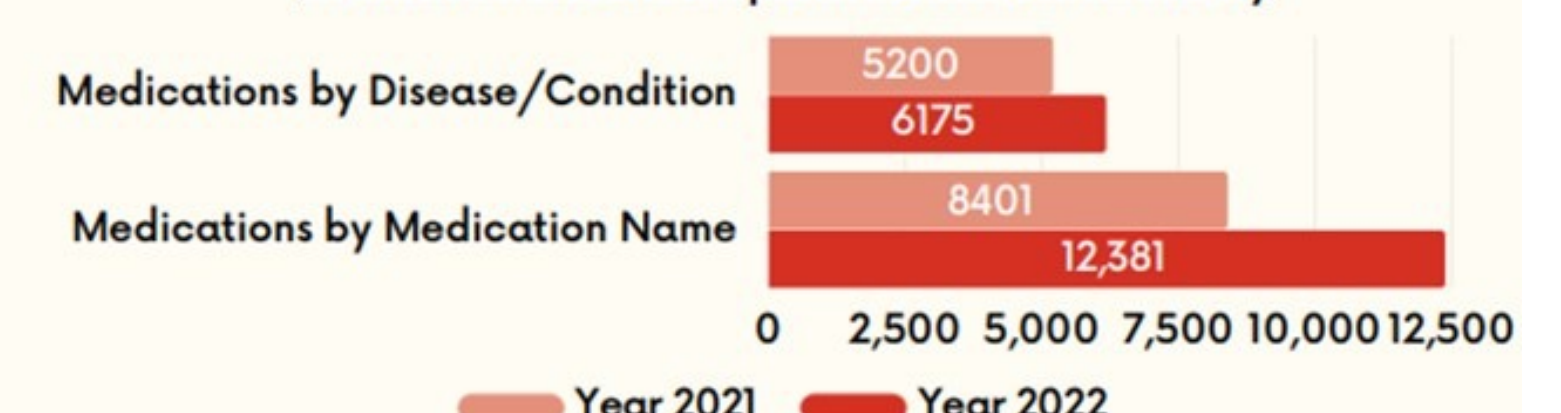 5200
Medications by Disease/Condition
6175
8401
Medications by Medication Name
12,381
0 2,500 5,000 7,500 10,000 12,500
Year 2021 Year 2022